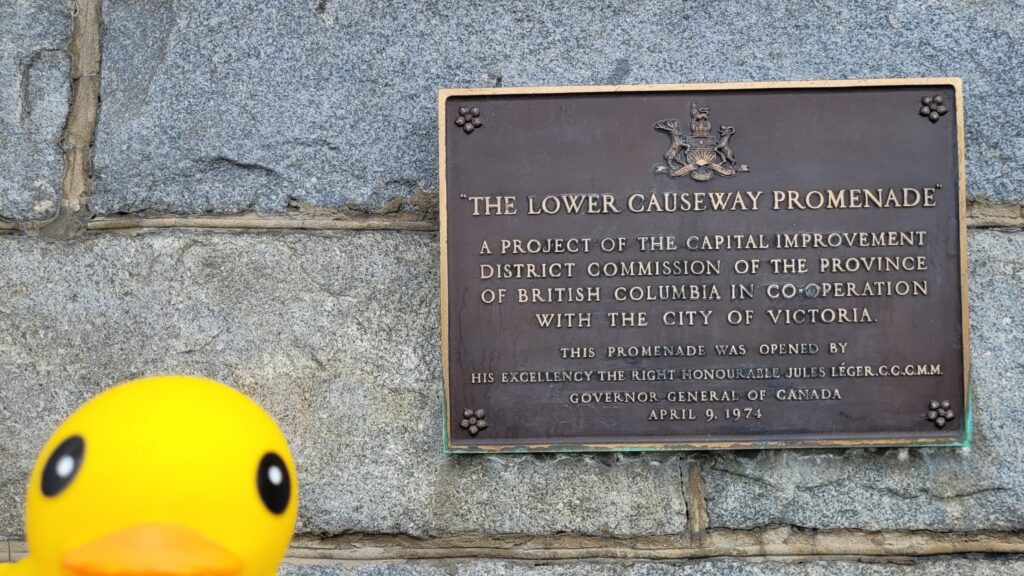 "THE LOWER CAUSEWAY PROMENADE"
A PROJECT OF THE CAPITAL IMPROVEMENT
DISTRICT COMMISSION OF THE PROVINCE
OF BRITISH COLUMBIA IN CO-OPERATION
WITH THE CITY OF VICTORIA.
THIS PROMENADE WAS OPENED BY
HIS EXCELLENCY THE RIGHT HONOURABLE JULES LÉGER. C.C.C.M.M.
GOVERNOR GENERAL OF CANADA
APRIL 9, 1974